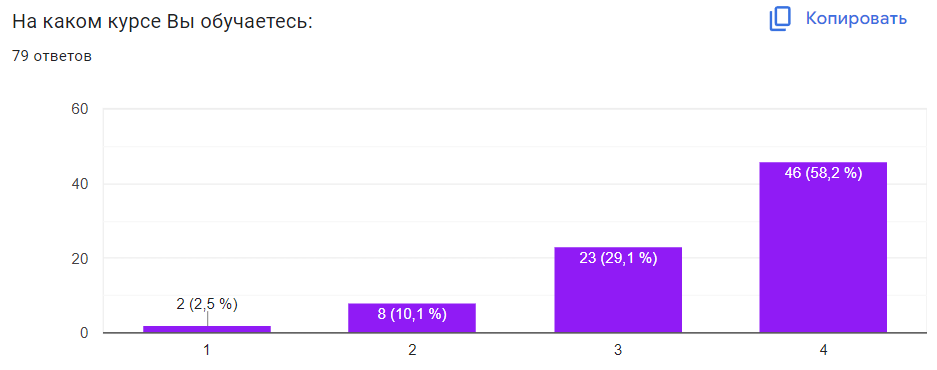 На каком курсе Вы обучаетесь:
Копировать
79 ответов
60
40
20
0
2 (2,5 %)
8 (10,1 %)
23 (29,1 %)
46 (58,2 %)
1
2
3
4